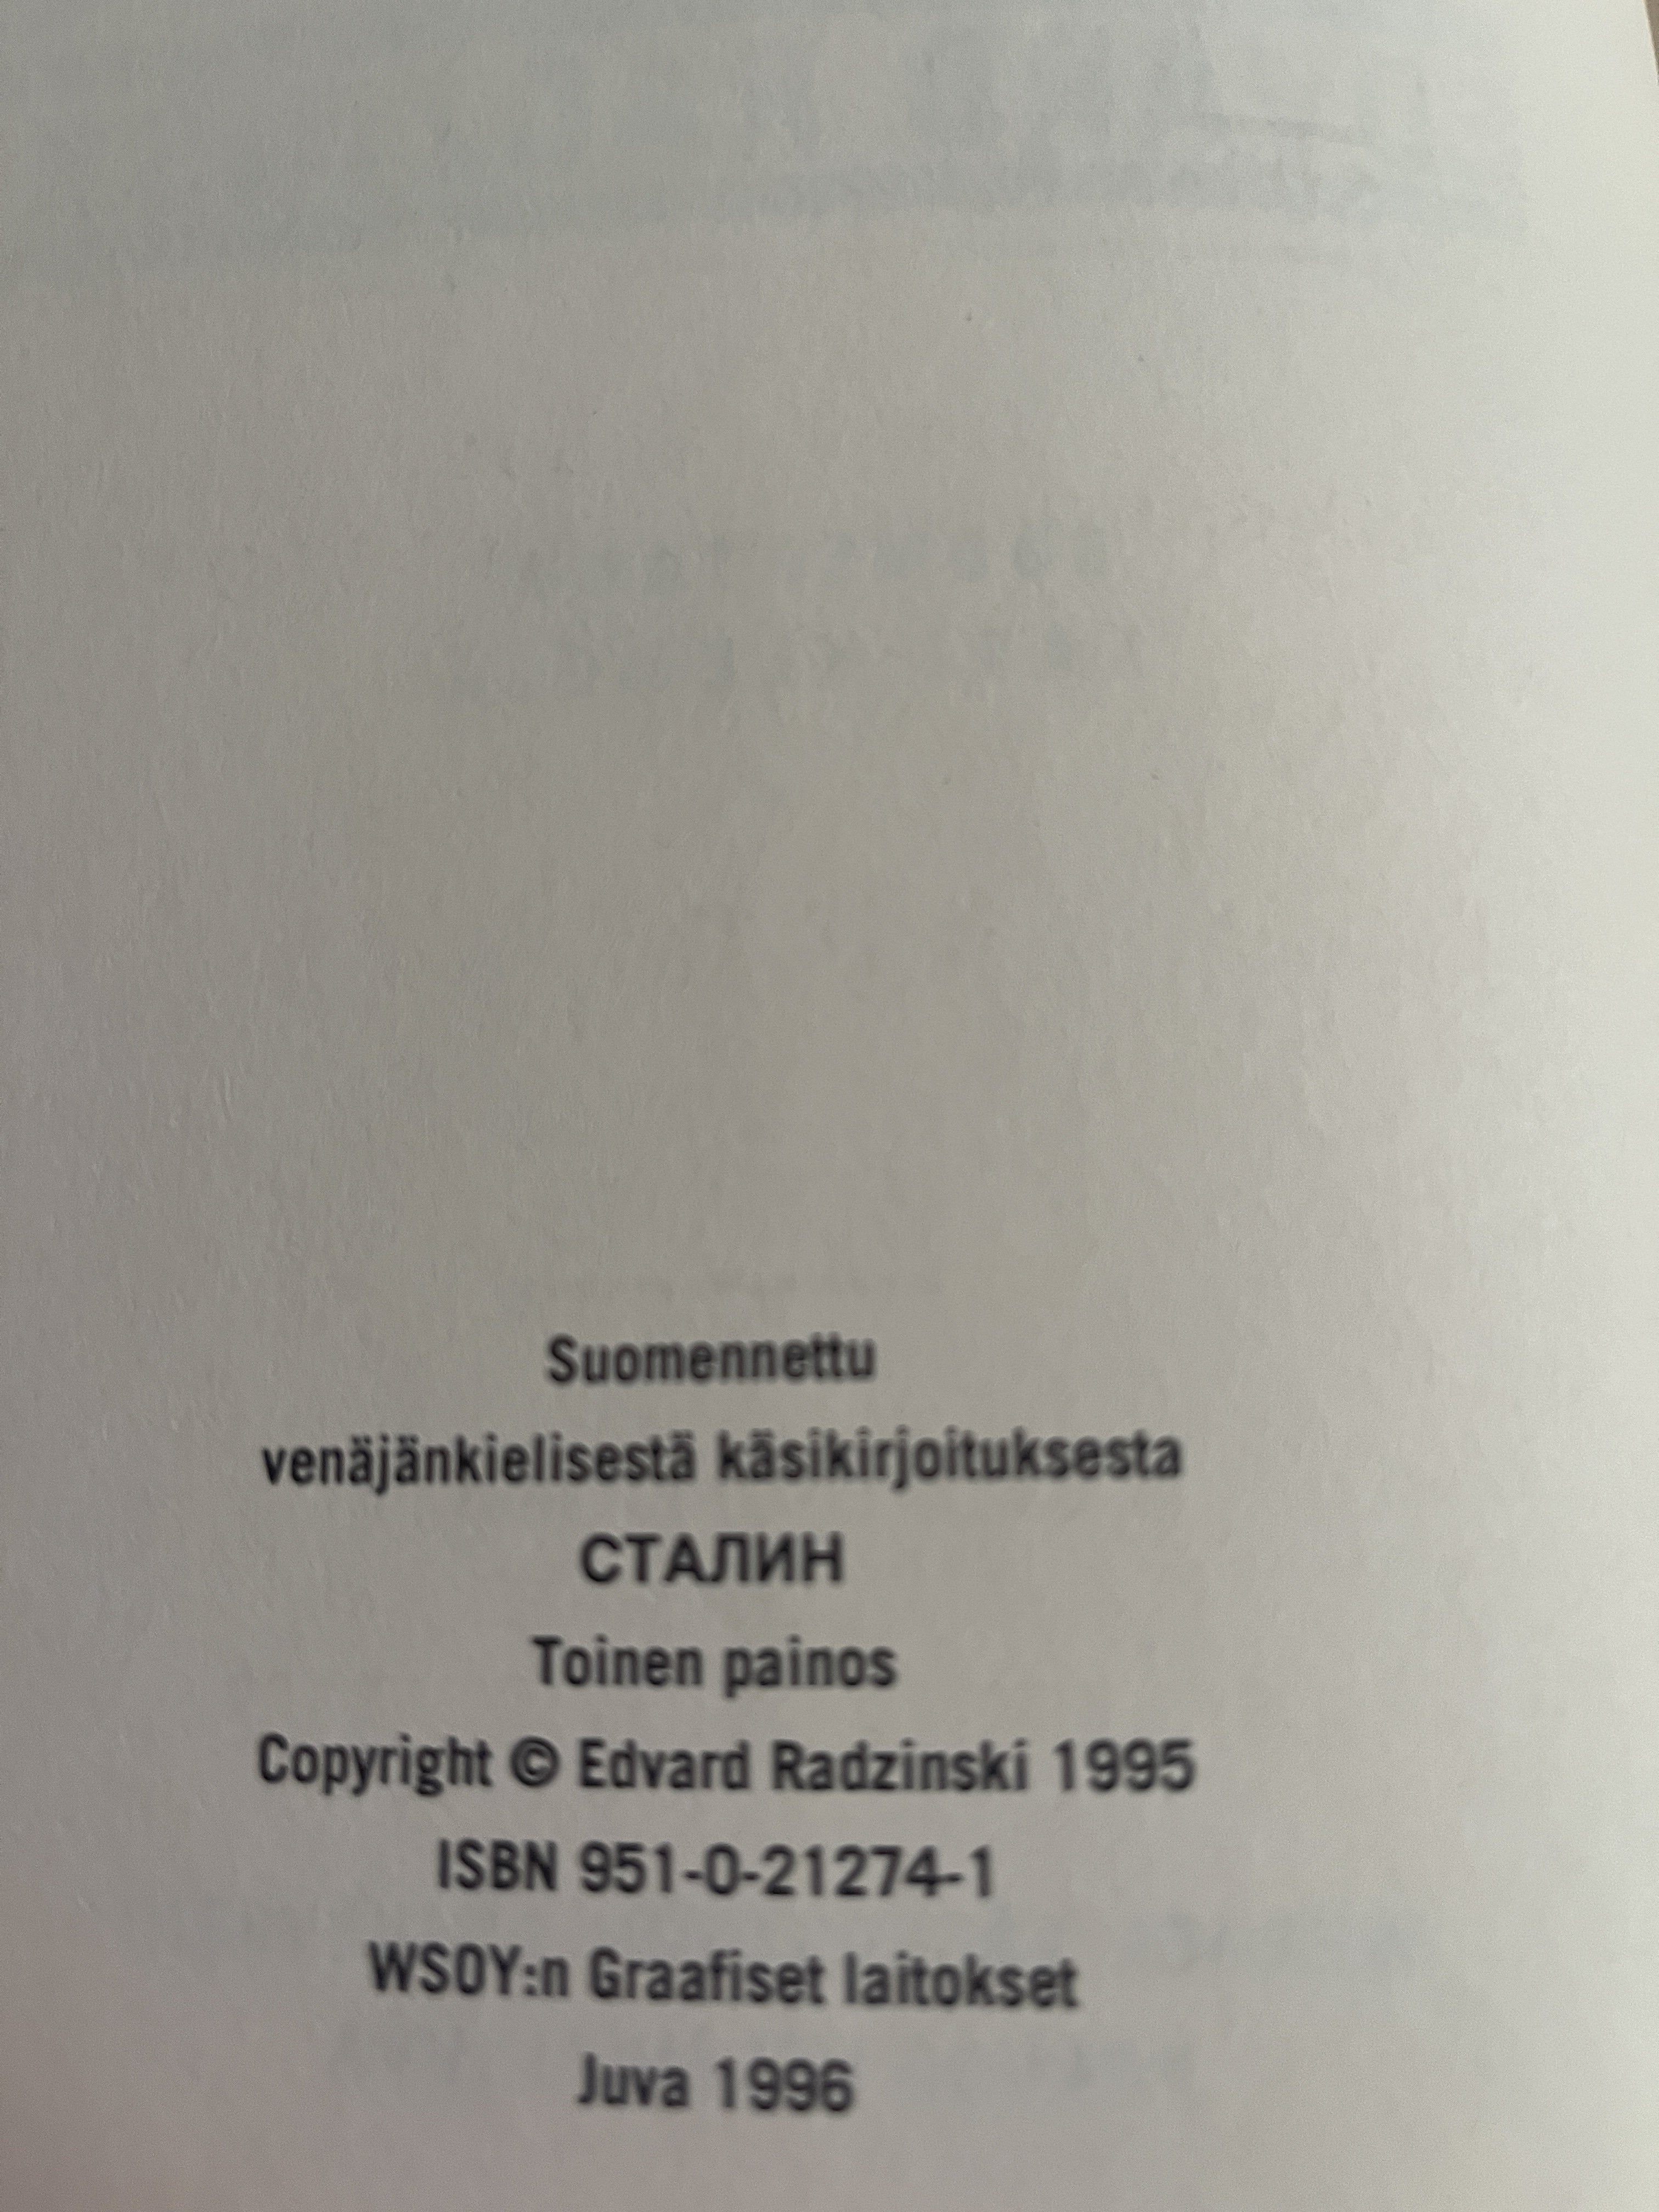 Suomennettu
venäjänkielisestä käsikirjoituksesta
СТАЛИН
Toinen painos
Copyright © Edvard Radzinski 1995
ISBN 951-0-21274-1
WSOY:n Graafiset laitokset
Juva 1996